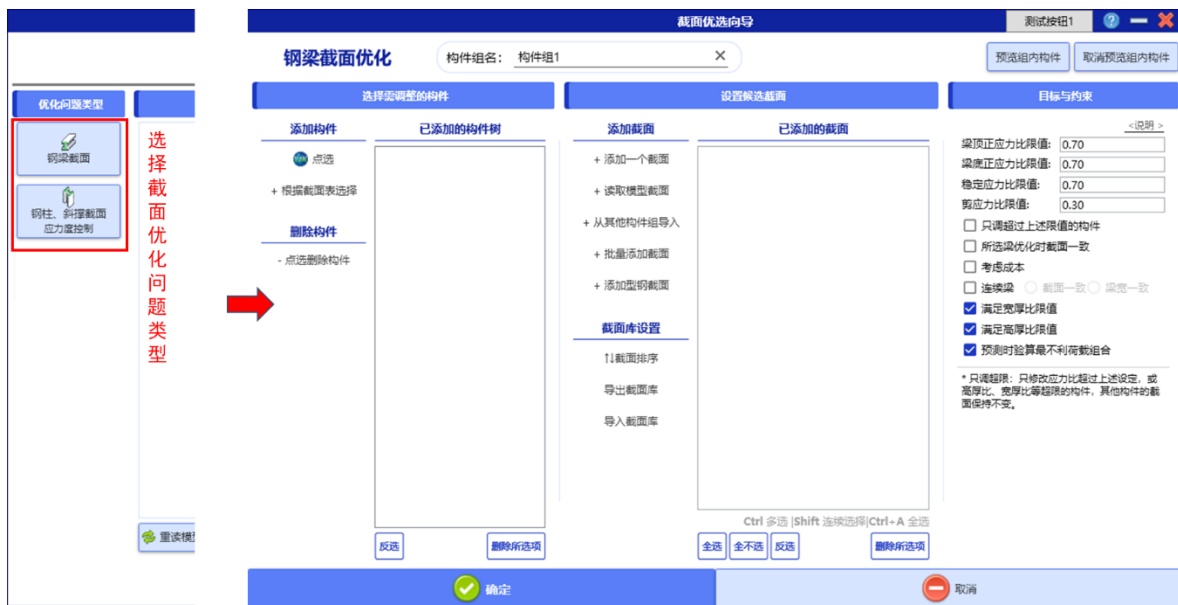 优化问题类型
钢梁截面
钢柱、斜撑截面
应力度控制
选择截面优化问题类型
重读模
截面优选向导
测试按钮1
钢梁截面优化
构件组名: 构件组1
预览组内构件
取消预览组内构件
选择需调整的构件
设置候选截面
目标与约束
添加构件
点选
+ 根据截面表选择
删除构件
- 点选删除构件
已添加的构件树
反选
删除所选项
添加截面
+ 添加一个截面
+ 读取模型截面
+ 从其他构件组导入
+ 批量添加截面
+ 添加型钢截面
截面库设置
↑↓截面排序
导出截面库
导入截面库
已添加的截面
Ctrl 多选 |Shift 连续选择|Ctrl+A 全选
全选
全不选
反选
删除所选项
<说明 >
梁顶正应力比限值: 0.70
梁底正应力比限值: 0.70
稳定应力比限值: 0.70
剪应力比限值: 0.30
只调超过上述限值的构件
所选梁优化时截面一致
考虑成本
连续梁 截面一致 梁宽一致
满足宽厚比限值
满足高厚比限值
预测时验算最不利荷载组合
* 只调超限: 只修改应力比超过上述设定, 或
高厚比、宽厚比等超限的构件, 其他构件的截
面保持不变。
确定
取消